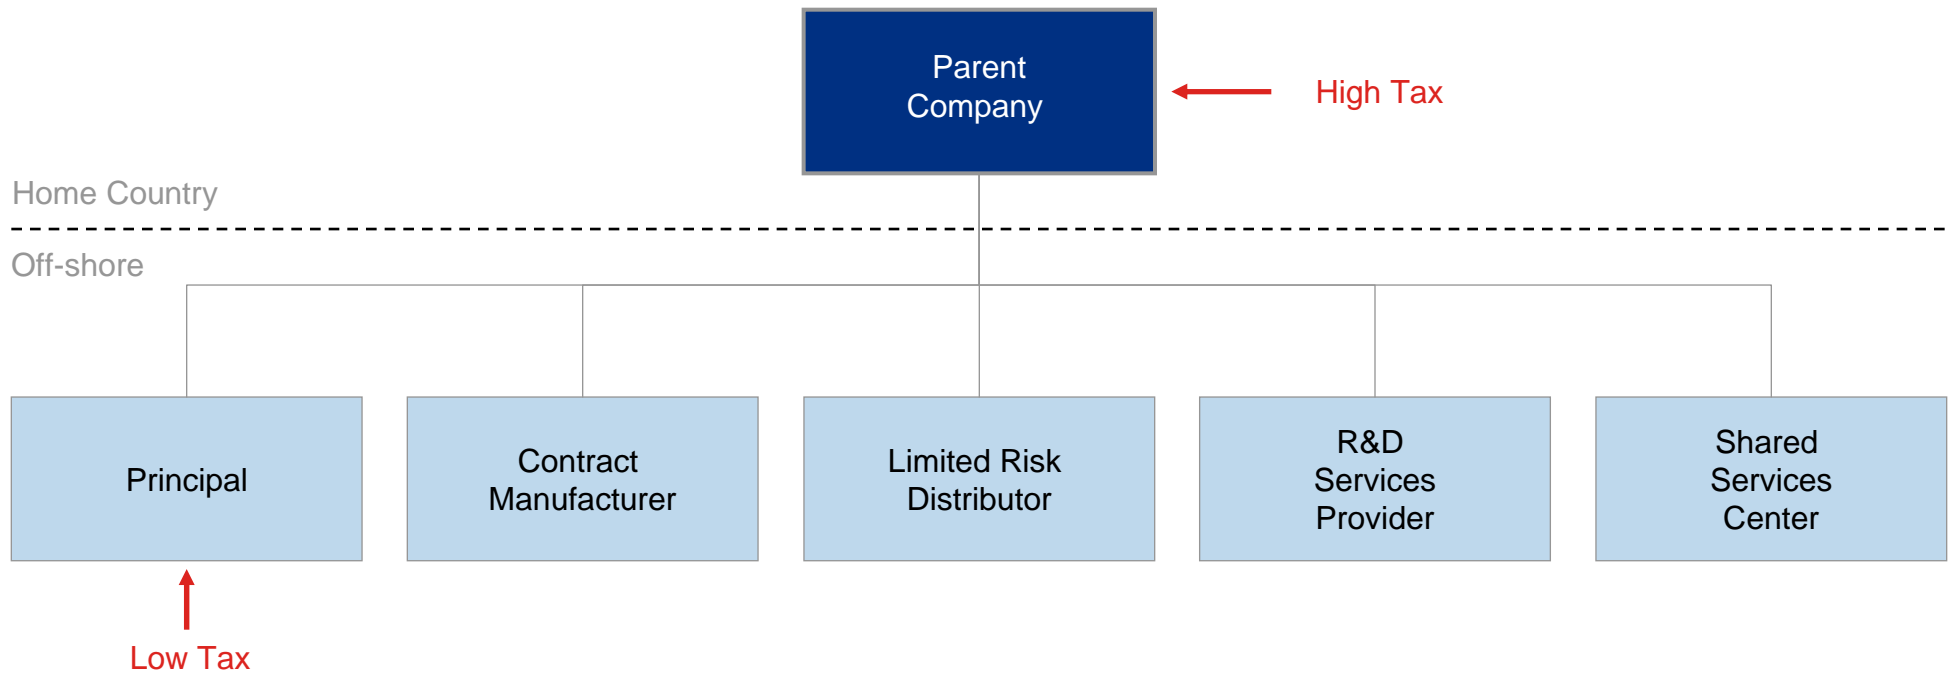 Parent
Company
High Tax
Home Country
Off-shore
Principal
Contract
Manufacturer
Limited Risk
Distributor
R&D
Services
Provider
Shared
Services
Center
Low Tax